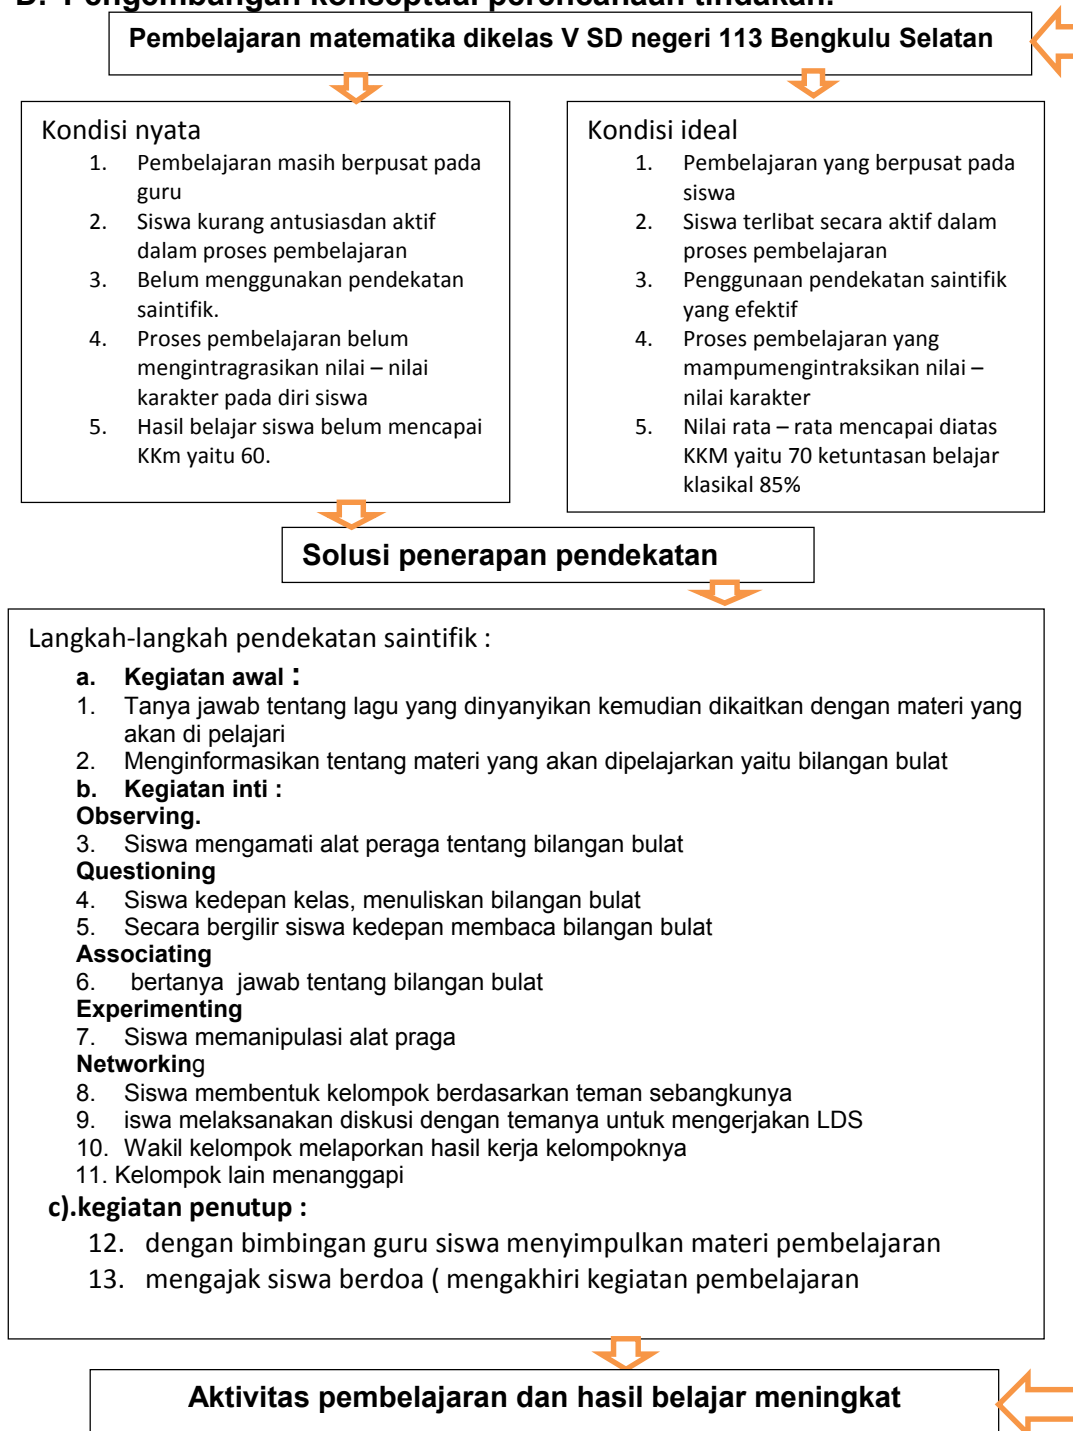 D. Pengembangan konseptual perencanaan tindakan.
Pembelajaran matematika dikelas V SD negeri 113 Bengkulu Selatan
Kondisi nyata
1. Pembelajaran masih berpusat pada
guru
2. Siswa kurang antusiasdan aktif
dalam proses pembelajaran
3. Belum menggunakan pendekatan
saintifik.
4. Proses pembelajaran belum
mengintragrasikan nilai – nilai
karakter pada diri siswa
5. Hasil belajar siswa belum mencapai
KKm yaitu 60.
Kondisi ideal
1. Pembelajaran yang berpusat pada
siswa
2. Siswa terlibat secara aktif dalam
proses pembelajaran
3. Penggunaan pendekatan saintifik
yang efektif
4. Proses pembelajaran yang
mampumengintraksikan nilai –
nilai karakter
5. Nilai rata – rata mencapai diatas
KKM yaitu 70 ketuntasan belajar
klasikal 85%
Solusi penerapan pendekatan
Langkah-langkah pendekatan saintifik :
a. Kegiatan awal :
1. Tanya jawab tentang lagu yang dinyanyikan kemudian dikaitkan dengan materi yang
akan di pelajari
2. Menginformasikan tentang materi yang akan dipelajarkan yaitu bilangan bulat
b. Kegiatan inti :
Observing.
3. Siswa mengamati alat peraga tentang bilangan bulat
Questioning
4. Siswa kedepan kelas, menuliskan bilangan bulat
5. Secara bergilir siswa kedepan membaca bilangan bulat
Associating
6. bertanya jawab tentang bilangan bulat
Experimenting
7. Siswa memanipulasi alat praga
Networking
8. Siswa membentuk kelompok berdasarkan teman sebangkunya
9. iswa melaksanakan diskusi dengan temanya untuk mengerjakan LDS
10. Wakil kelompok melaporkan hasil kerja kelompoknya
11. Kelompok lain menanggapi
c).kegiatan penutup :
12. dengan bimbingan guru siswa menyimpulkan materi pembelajaran
13. mengajak siswa berdoa ( mengakhiri kegiatan pembelajaran
Aktivitas pembelajaran dan hasil belajar meningkat